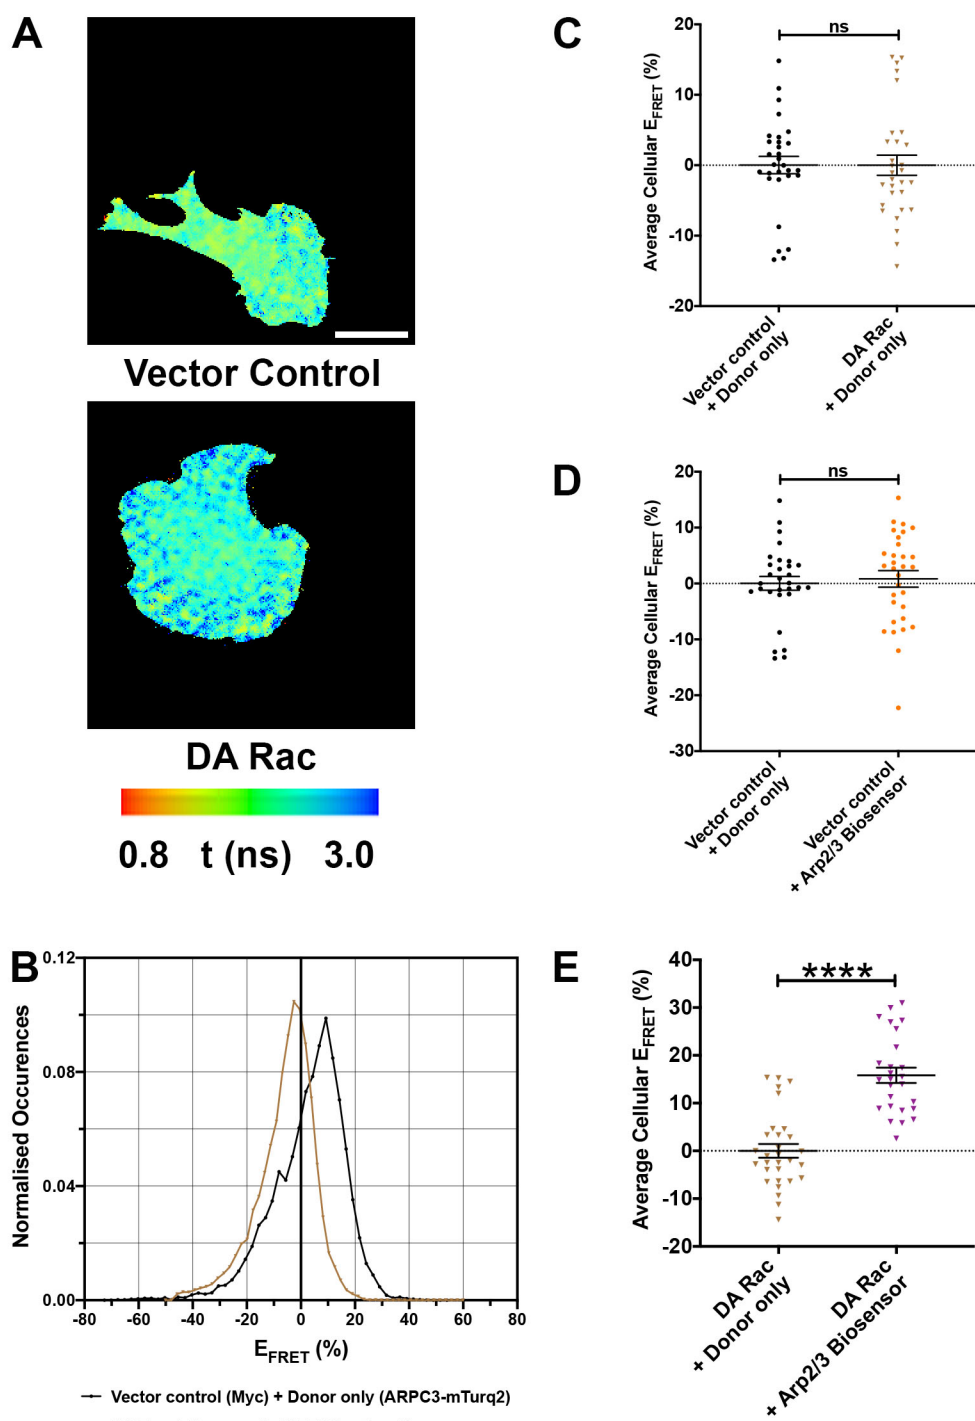 A
Vector Control
DA Rac
0.8 t (ns) 3.0
B
0.12
0.08
0.04
0.00
Normalised Occurences
-80 -60 -40 -20 0 20 40 60 80
EFRET (%)
Vector control (Myc) + Donor only (ARPC3-mTurq2)
C
ns
20
10
0
-10
-20
Average Cellular EFRET (%)
Vector control
+ Donor only
DA Rac
+ Donor only
D
ns
20
10
0
-10
-20
-30
Average Cellular EFRET (%)
Vector control
+ Donor only
Vector control
+ Arp2/3 Biosensor
E
****
40
30
20
10
0
-10
-20
Average Cellular EFRET (%)
DA Rac
+ Donor only
DA Rac
+ Arp2/3 Biosensor